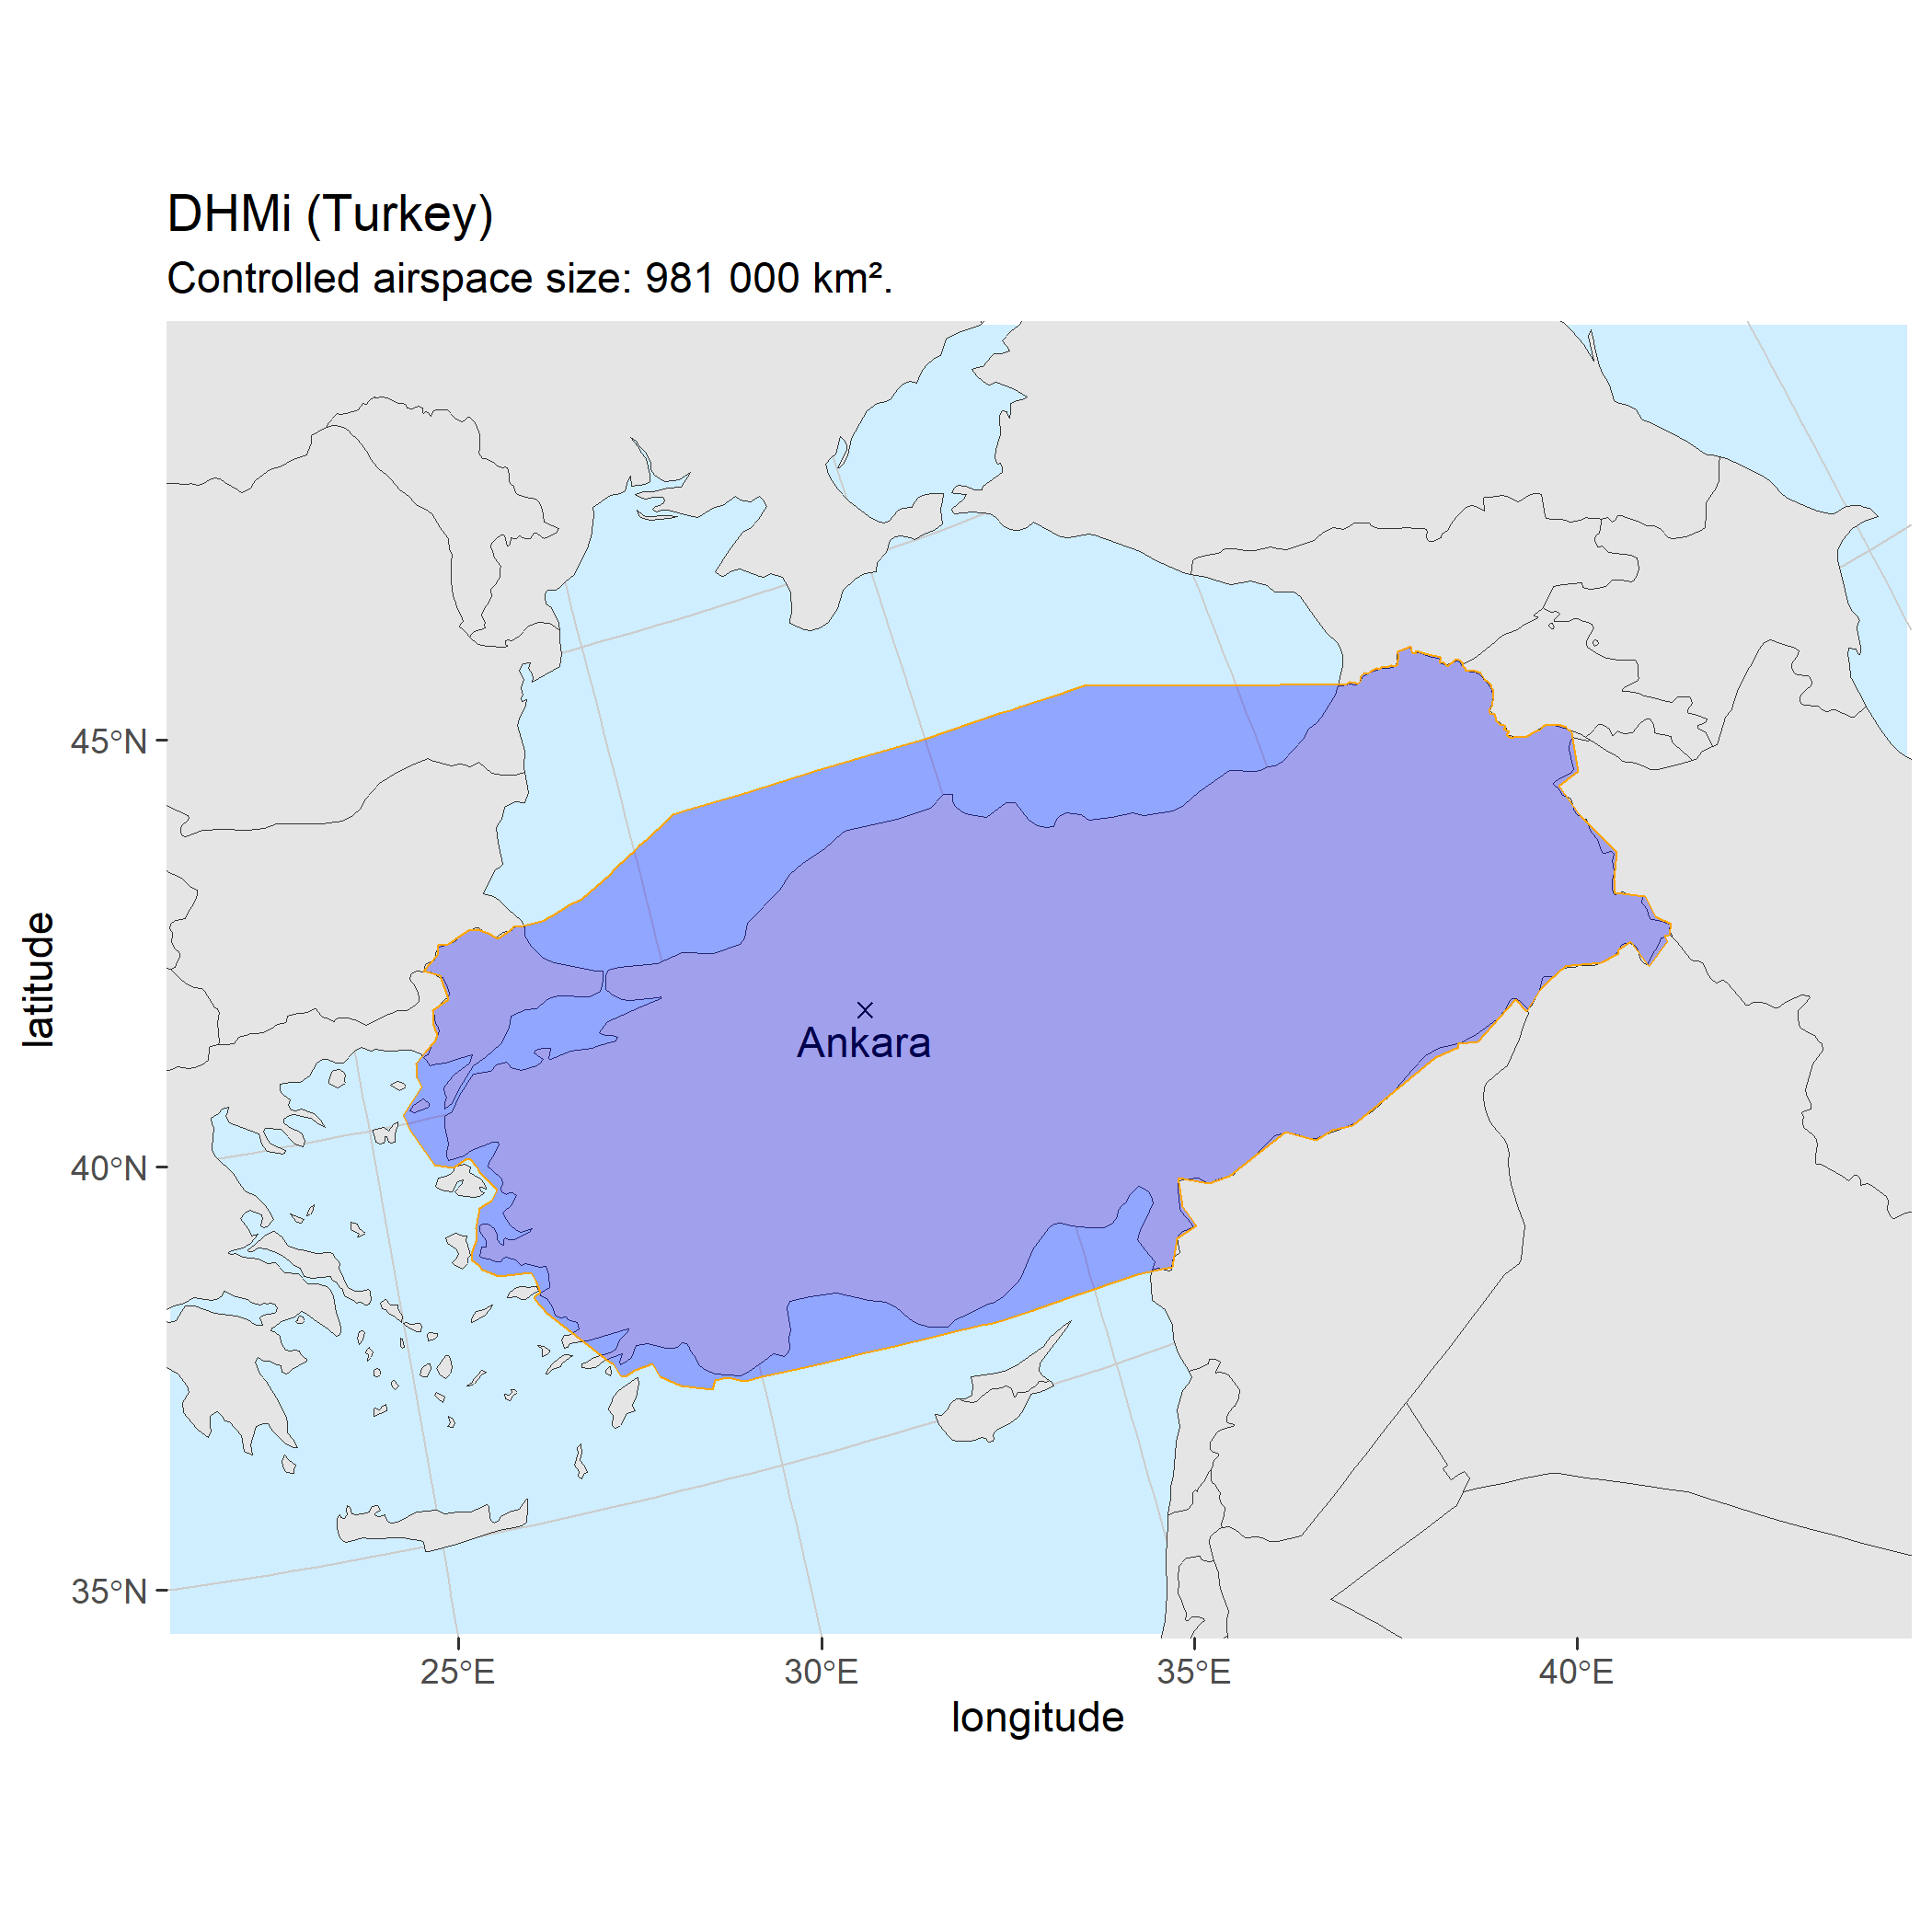 DHMi (Turkey)
Controlled airspace size: 981 000 km².
45°N
40°N
35°N
latitude
Ankara
25°E
30°E
35°E
40°E
longitude